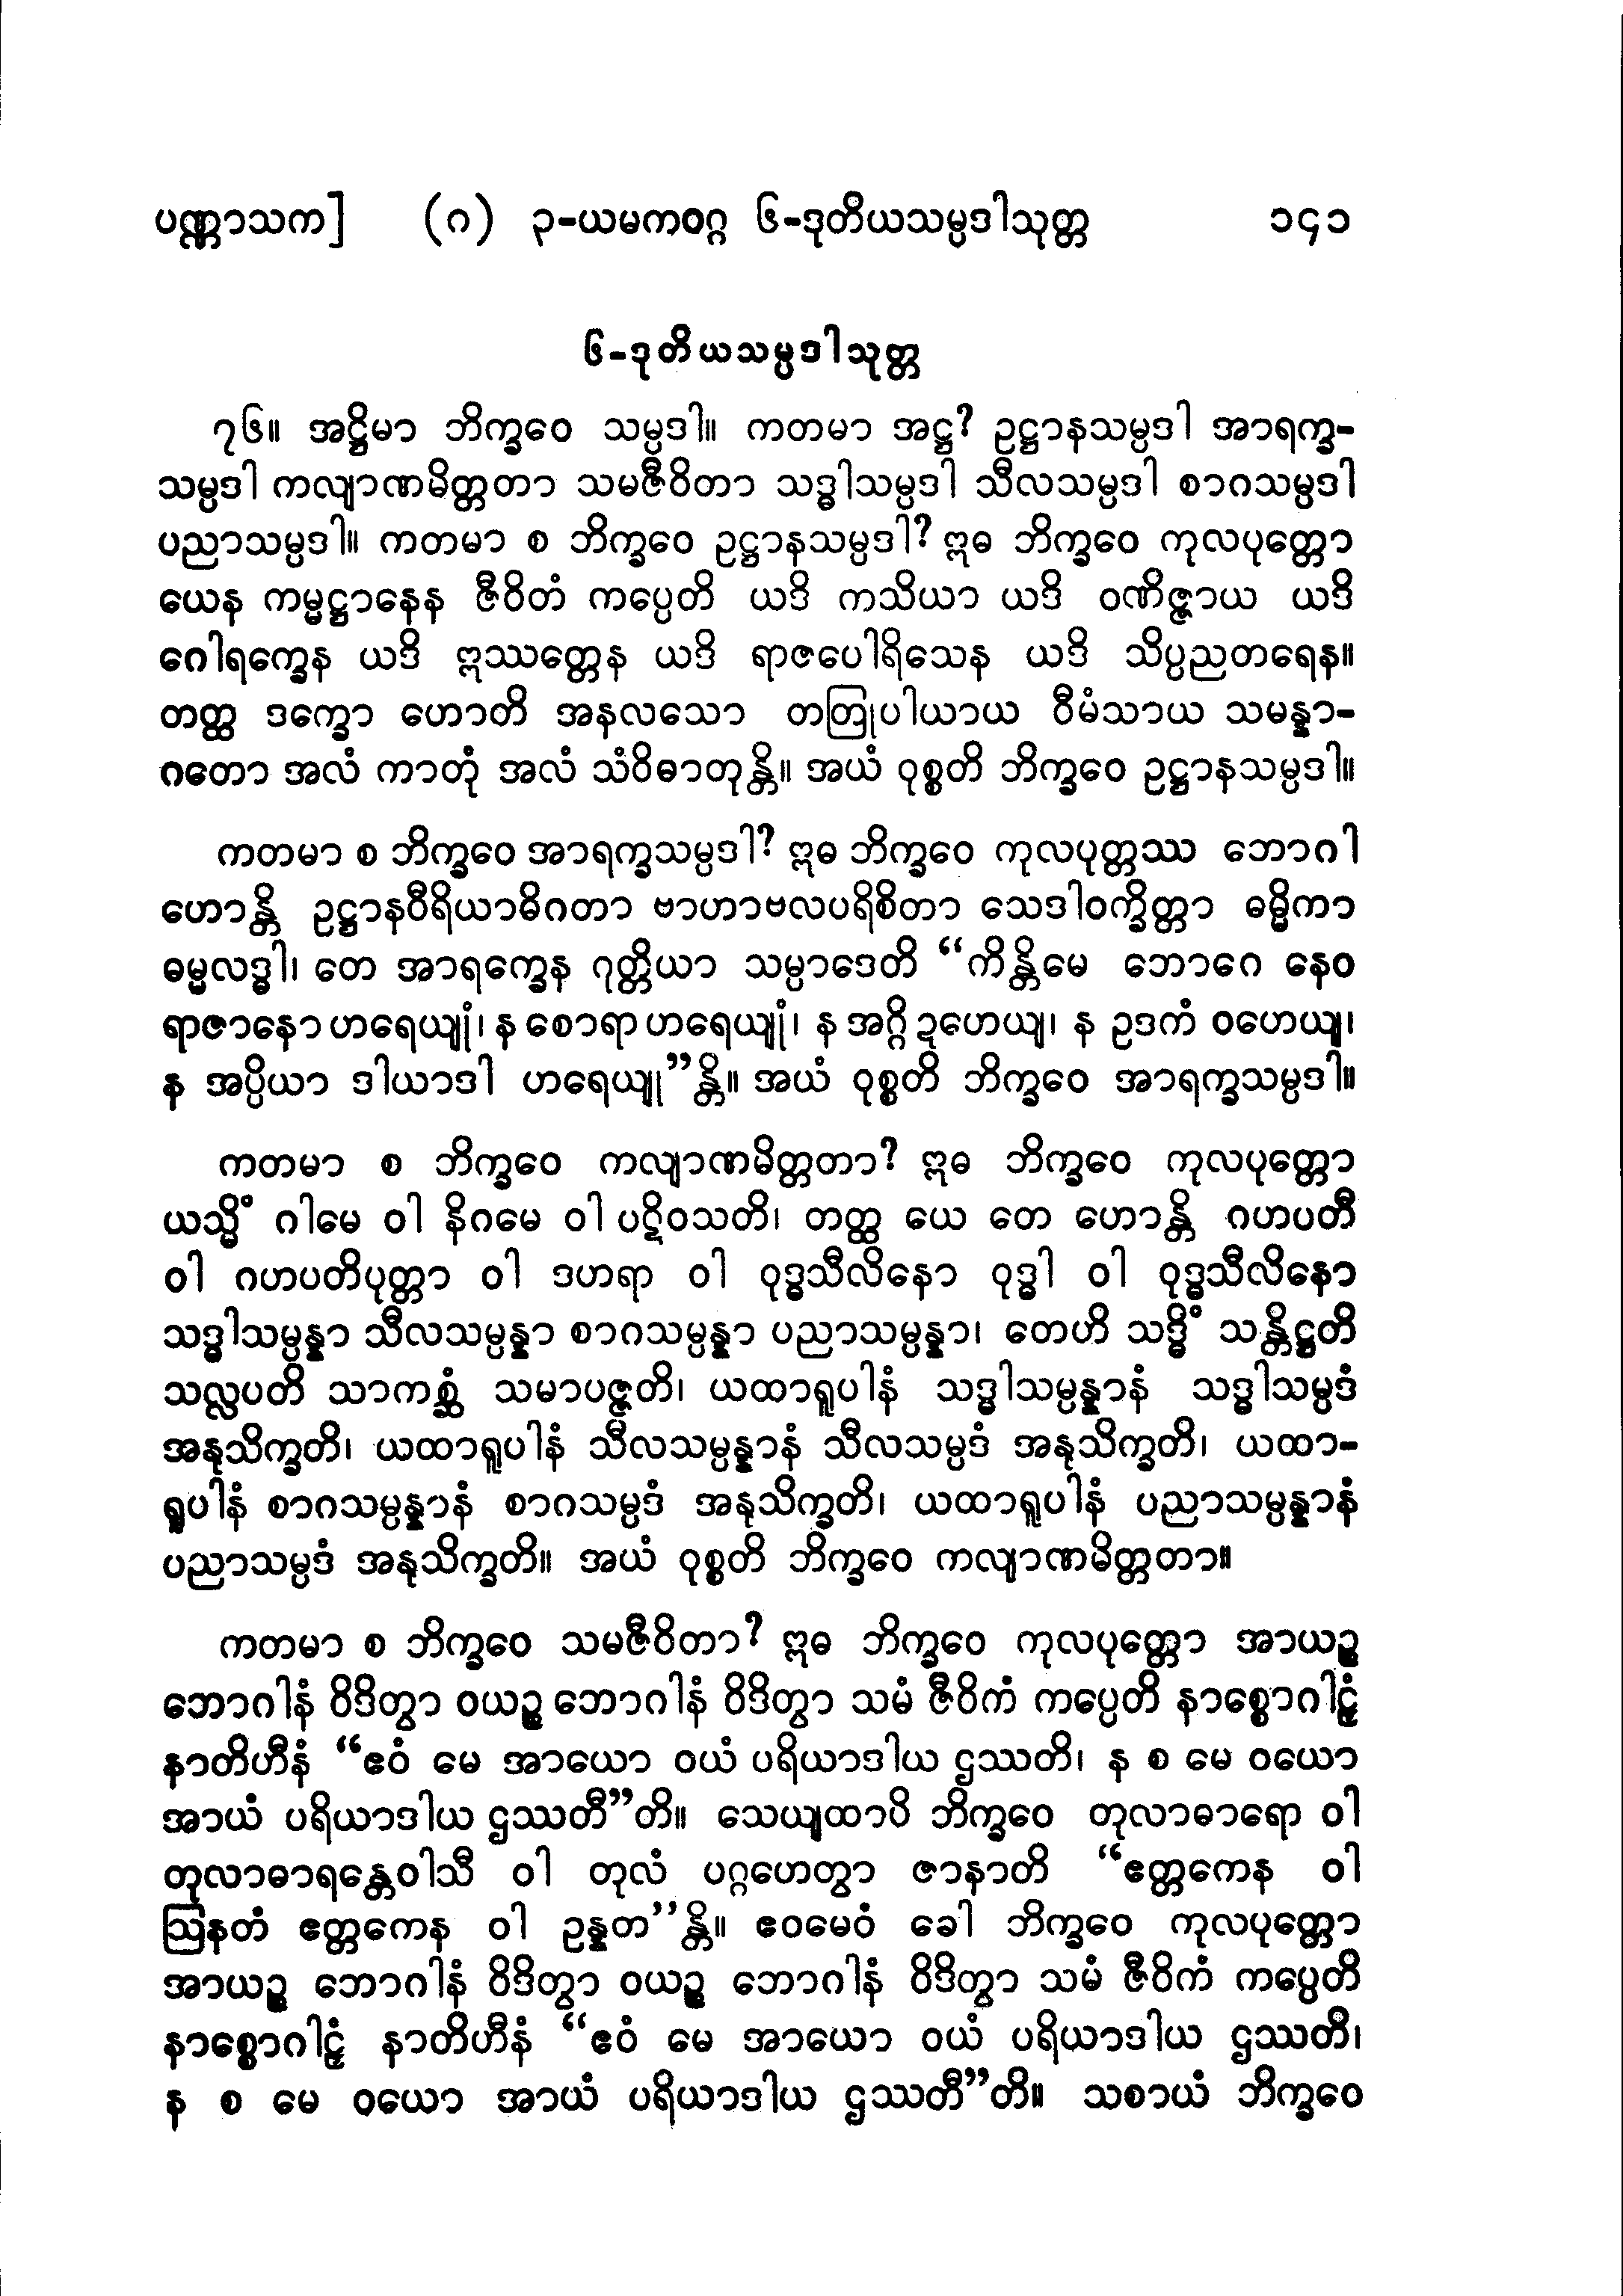 ပဏ္ဏာသက]  (ဂ) ၃-ယမကဝဂ္ဂ ၆-ဒုတိယသမ္ပဒါသုတ္တ  ၁၄၁
၆-ဒုတိယသမ္ပဒါသုတ္တ
၇၆။ အဋ္ဌိမာ ဘိက္ခဝေ သမ္ပဒါ။ ကတမာ အဋ္ဌ? ဥဋ္ဌာနသမ္ပဒါ အာရက္ခ-
သမ္ပဒါ ကလျာဏမိတ္တတာ သမဇီဝိတာ သဒ္ဓါသမ္ပဒါ သီလသမ္ပဒါ စာဂသမ္ပဒါ
ပညာသမ္ပဒါ။ ကတမာ စ ဘိက္ခဝေ ဥဋ္ဌာနသမ္ပဒါ? ဣဓ ဘိက္ခဝေ ကုလပုတ္တော
ယေန ကမ္မဋ္ဌာနေန ဇီဝိတံ ကပ္ပေတိ ယဒိ ကသိယာ ယဒိ ဝဏိဇ္ဇာယ ယဒိ
ဂေါရက္ခေန ယဒိ ဣဿတ္တေန ယဒိ ရာဇပေါရိသေန ယဒိ သိပ္ပညတရေန။
တတ္ထ ဒက္ခော ဟောတိ အနလသော တတြုပါယာယ ဝီမံသာယ သမန္နာ-
ဂတော အလံ ကာတုံ အလံ သံဝိဓာတုန္တိ။ အယံ ဝုစ္စတိ ဘိက္ခဝေ ဥဋ္ဌာနသမ္ပဒါ။
ကတမာ စ ဘိက္ခဝေ အာရက္ခသမ္ပဒါ? ဣဓ ဘိက္ခဝေ ကုလပုတ္တဿ ဘောဂါ
ဟောန္တိ ဥဋ္ဌာနဝီရိယာဓိဂတာ ဗာဟာဗလပရိစိတာ သေဒါဝက္ခိတ္တာ ဓမ္မိကာ
ဓမ္မလဒ္ဓါ၊ တေ အာရက္ခေန ဂုတ္တိယာ သမ္ပာဒေတိ “ကိန္တိမေ ဘောဂေ နေဝ
ရာဇာနော ဟရေယျုံ၊ န စောရာ ဟရေယျုံ၊ န အဂ္ဂိ ဍဟေယျ၊ န ဥဒကံ ဝဟေယျ၊
န အပ္ပိယာ ဒါယာဒါ ဟရေယျု”န္တိ။ အယံ ဝုစ္စတိ ဘိက္ခဝေ အာရက္ခသမ္ပဒါ။
ကတမာ စ ဘိက္ခဝေ ကလျာဏမိတ္တတာ? ဣဓ ဘိက္ခဝေ ကုလပုတ္တော
ယသ္မိံ ဂါမေ ဝါ နိဂမေ ဝါ ပဋိဝသတိ၊ တတ္ထ ယေ တေ ဟောန္တိ ဂဟပတီ
ဝါ ဂဟပတိပုတ္တာ ဝါ ဒဟရာ ဝါ ဝုဒ္ဓသီလိနော ဝုဒ္ဓါ ဝါ ဝုဒ္ဓသီလိနော
သဒ္ဓါသမ္ပန္နာ သီလသမ္ပန္နာ စာဂသမ္ပန္နာ ပညာသမ္ပန္နာ၊ တေဟိ သဒ္ဓိံ သန္တိဋ္ဌတိ
သလ္လပတိ သာကစ္ဆံ သမာပဇ္ဇတိ၊ ယထာရူပါနံ သဒ္ဓါသမ္ပန္နာနံ သဒ္ဓါသမ္ပဒံ
အနုသိက္ခတိ၊ ယထာရူပါနံ သီလသမ္ပန္နာနံ သီလသမ္ပဒံ အနုသိက္ခတိ၊ ယထာ-
ရူပါနံ စာဂသမ္ပန္နာနံ စာဂသမ္ပဒံ အနုသိက္ခတိ၊ ယထာရူပါနံ ပညာသမ္ပန္နာနံ
ပညာသမ္ပဒံ အနုသိက္ခတိ။ အယံ ဝုစ္စတိ ဘိက္ခဝေ ကလျာဏမိတ္တတာ။
ကတမာ စ ဘိက္ခဝေ သမဇီဝိတာ? ဣဓ ဘိက္ခဝေ ကုလပုတ္တော အာယဉ္စ
ဘောဂါနံ ဝိဒိတွာ ဝယဉ္စ ဘောဂါနံ ဝိဒိတွာ သမံ ဇီဝိကံ ကပ္ပေတိ နာစ္စောဂါဠှံ
နာတိဟီနံ “ဧဝံ မေ အာယော ဝယံ ပရိယာဒါယ ဌဿတိ၊ န စ မေ ဝယော
အာယံ ပရိယာဒါယ ဌဿတီ”တိ။ သေယျထာပိ ဘိက္ခဝေ တုလာဓာရော ဝါ
တုလာဓာရန္တေဝါသီ ဝါ တုလံ ပဂ္ဂဟေတွာ ဇာနာတိ “ဧတ္တကေန ဝါ
ဩနတံ ဧတ္တကေန ဝါ ဥန္နတ”န္တိ။ ဧဝမေဝံ ခေါ ဘိက္ခဝေ ကုလပုတ္တော
အာယဉ္စ ဘောဂါနံ ဝိဒိတွာ ဝယဉ္စ ဘောဂါနံ ဝိဒိတွာ သမံ ဇီဝိကံ ကပ္ပေတိ
နာစ္စောဂါဠှံ နာတိဟီနံ “ဧဝံ မေ အာယော ဝယံ ပရိယာဒါယ ဌဿတိ၊
န စ မေ ဝယော အာယံ ပရိယာဒါယ ဌဿတီ”တိ။ သစာယံ ဘိက္ခဝေ